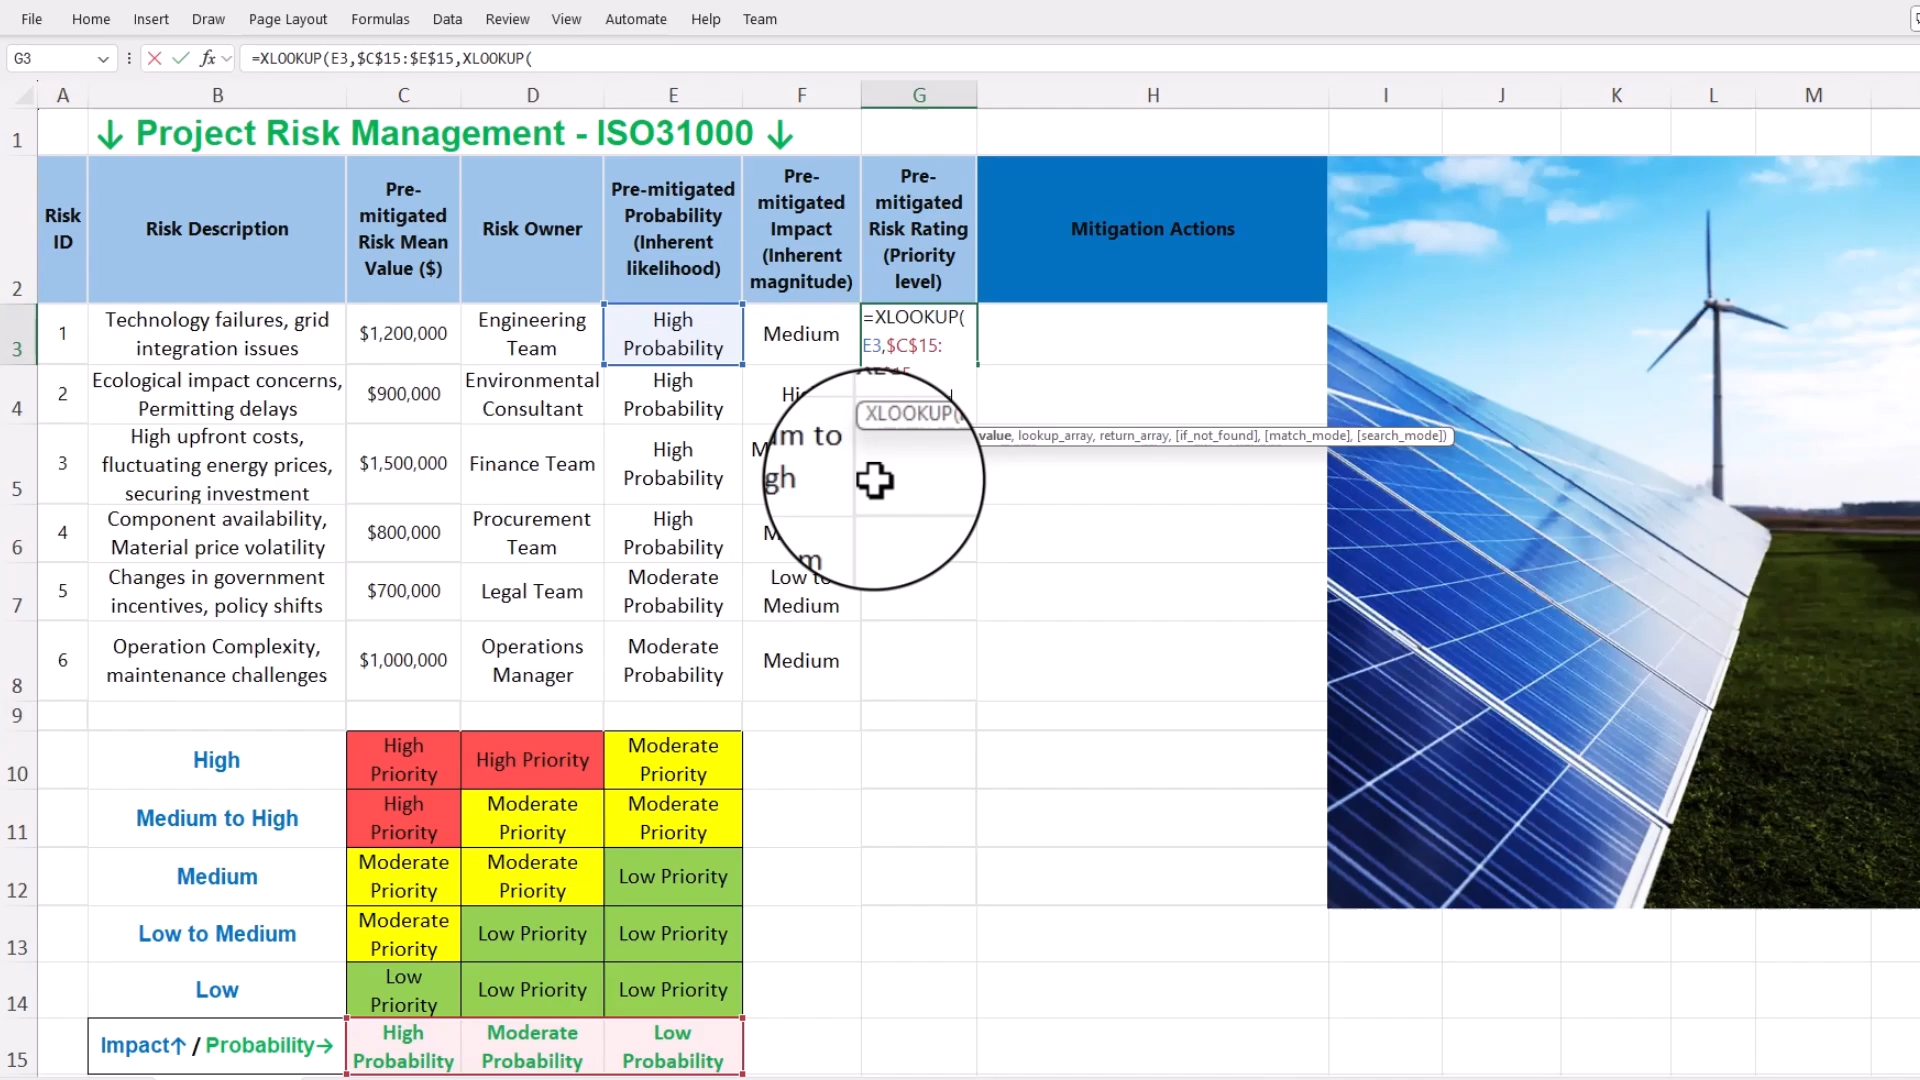 File Home Insert Draw Page Layout Formulas Data Review View Automate Help Team
G3 fx =XLOOKUP(E3,$C$15:$E$15,XLOOKUP(
A B C D E F G H I J K L M
1 ↓ Project Risk Management - ISO31000 ↓
2
Risk
ID
Risk Description
Pre-
mitigated
Risk Mean
Value ($)
Risk Owner
Pre-mitigated
Probability
(Inherent
likelihood)
Pre-
mitigated
Impact
(Inherent
magnitude)
Pre-
mitigated
Risk Rating
(Priority
level)
Mitigation Actions
3
1
Technology failures, grid
integration issues
$1,200,000
Engineering
Team
High
Probability
Medium
=XLOOKUP(
E3,$C$15:
XLOOKUP(
value, lookup_array, return_array, [if_not_found], [match_mode], [search_mode])
4
2
Ecological impact concerns,
Permitting delays
$900,000
Environmental
Consultant
High
Probability
5
3
High upfront costs,
fluctuating energy prices,
securing investment
$1,500,000
Finance Team
High
Probability
um to
gh
6
4
Component availability,
Material price volatility
$800,000
Procurement
Team
High
Probability
7
5
Changes in government
incentives, policy shifts
$700,000
Legal Team
Moderate
Probability
Low to
Medium
8
6
Operation Complexity,
maintenance challenges
$1,000,000
Operations
Manager
Moderate
Probability
Medium
9
10
High
High
Priority
High Priority
Moderate
Priority
11
Medium to High
High
Priority
Moderate
Priority
Moderate
Priority
12
Medium
Moderate
Priority
Moderate
Priority
Low Priority
13
Low to Medium
Moderate
Priority
Low Priority
Low Priority
14
Low
Low
Priority
Low Priority
Low Priority
15
Impact↑ / Probability→
High
Probability
Moderate
Probability
Low
Probability